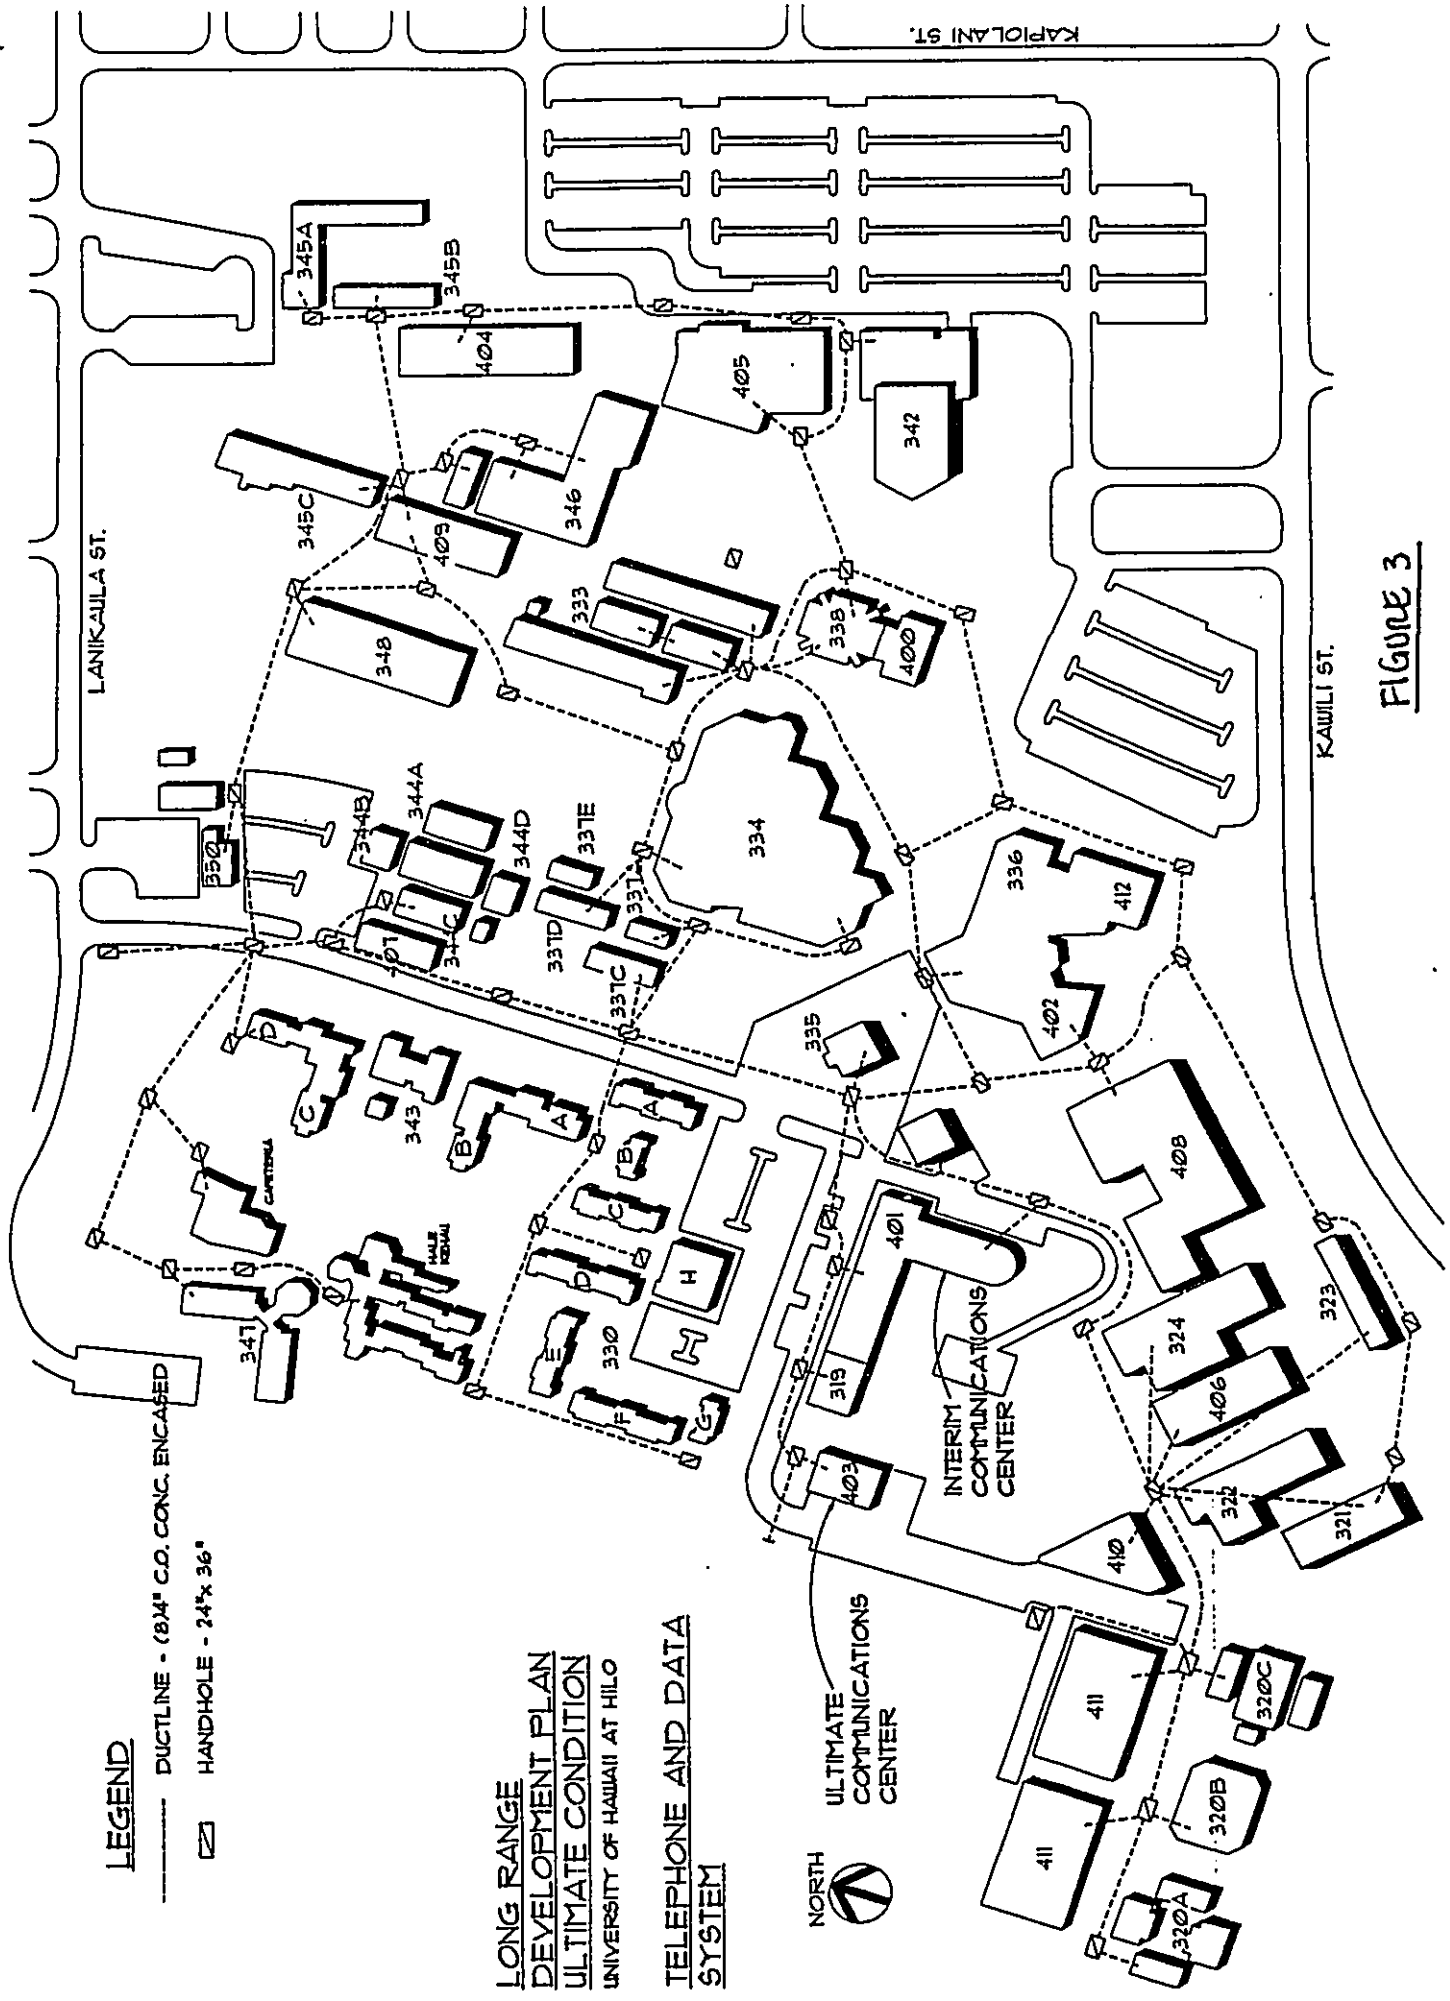 LEGEND
DUCTLINE - (8)4" C.O. CONC. ENCASED
HANDHOLE - 24"x 36"
LONG RANGE
DEVELOPMENT PLAN
ULTIMATE CONDITION
UNIVERSITY OF HAWAII AT HILO
TELEPHONE AND DATA
SYSTEM
NORTH
ULTIMATE
COMMUNICATIONS
CENTER
INTERIM
COMMUNICATIONS
CENTER
LANIKAULA ST.
KAPIOLANI ST.
KAWILI ST.
FIGURE 3
345A
345B
404
345C
409
346
405
342
348
333
338
400
350
344B
344A
344D
407
337E
337D
337C
334
336
412
402
335
D
C
343
B
A
CAFETERIA
347
HALE
KEHAU
A
B
C
D
E
F
G
H
330
401
319
403
408
324
323
406
322
321
410
411
411
320C
320B
320A